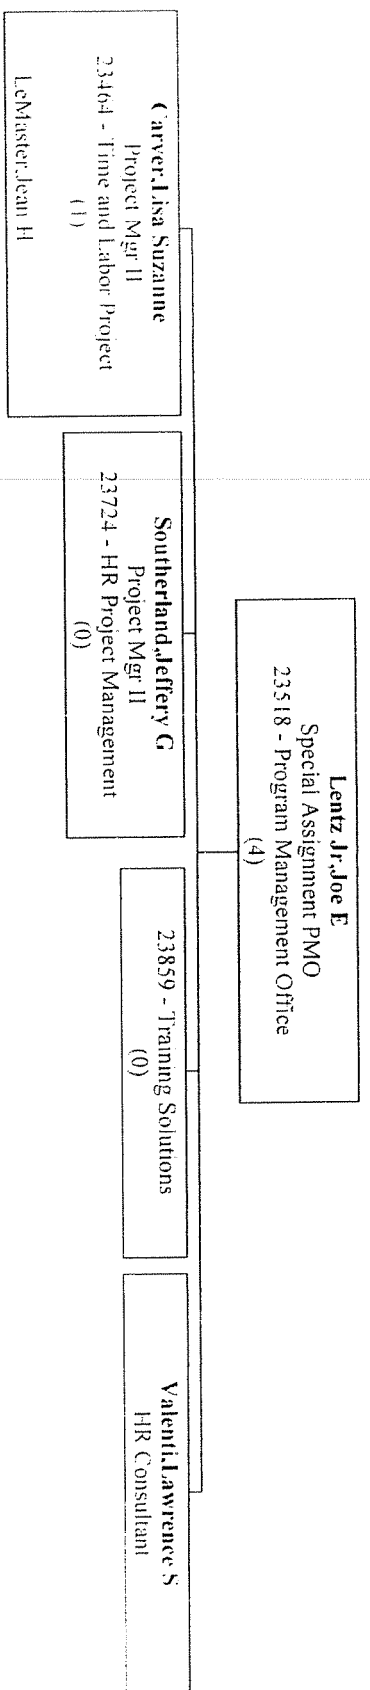 Lentz Jr,Joe E
Special Assignment PMO
23518 - Program Management Office
(4)
Carver,Lisa Suzanne
Project Mgr II
23464 - Time and Labor Project
(1)
LeMaster,Jean H
Southerland,Jeffery G
Project Mgr II
23724 - HR Project Management
(0)
23859 - Training Solutions
(0)
Valenti,Lawrence S
HR Consultant